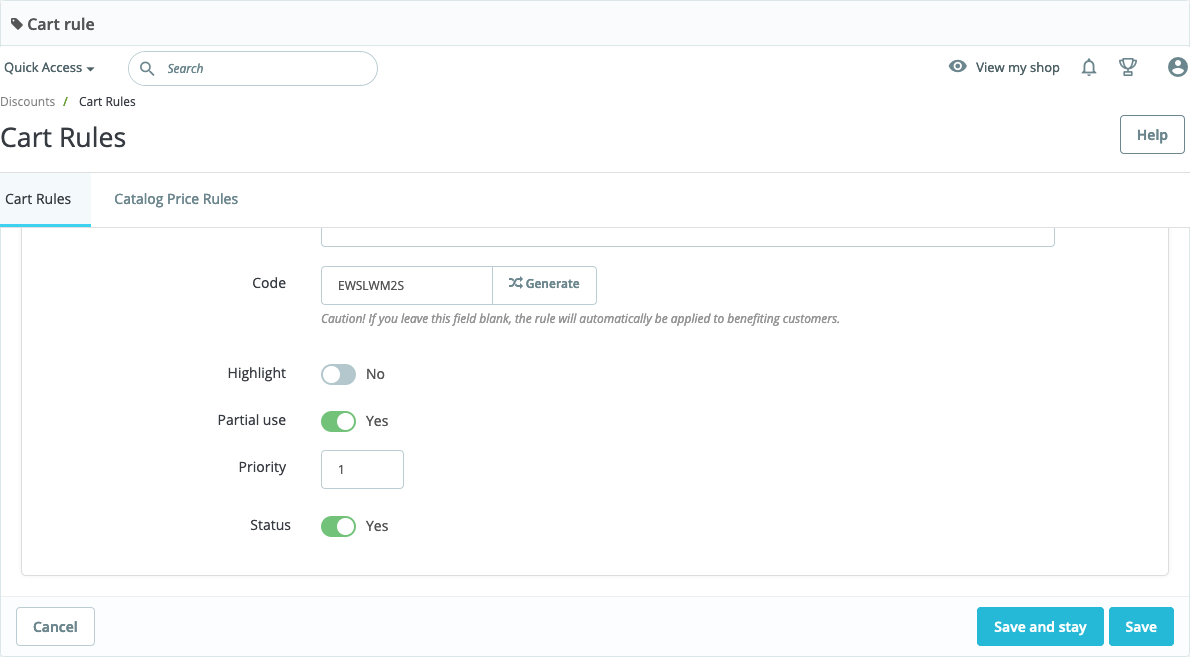 Cart rule
Quick Access
Search
View my shop
Discounts / Cart Rules
Cart Rules
Help
Cart Rules
Catalog Price Rules
Code
EWSLWM2S
Generate
Caution! If you leave this field blank, the rule will automatically be applied to benefiting customers.
Highlight
No
Partial use
Yes
Priority
1
Status
Yes
Cancel
Save and stay
Save